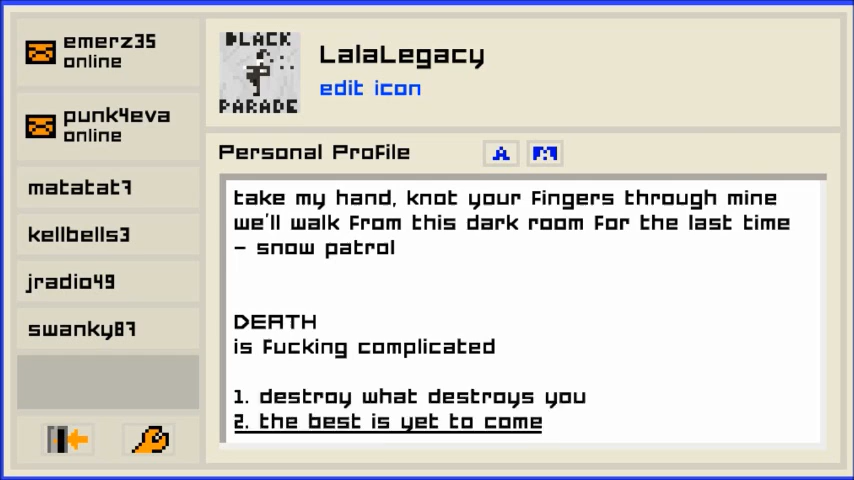 emerz35
online
punk4eva
online
matatat7
kellbells3
jradio49
swanky87
BLACK
PARADE
LalaLegacy
edit icon
Personal Profile
A
take my hand, knot your fingers through mine
we'll walk from this dark room for the last time
- snow patrol
DEATH
is fucking complicated
1. destroy what destroys you
2. the best is yet to come